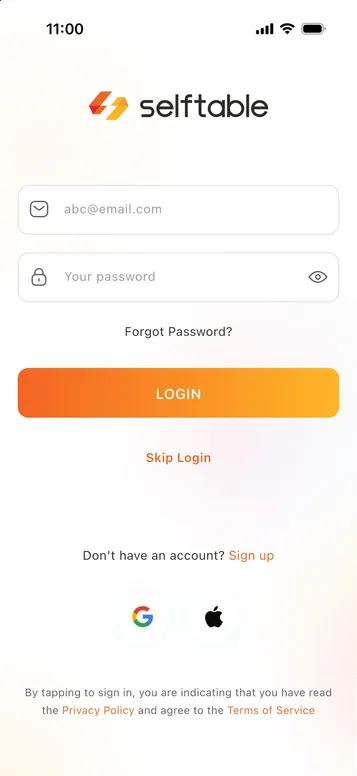 11:00
selftable
abc@email.com
Your password
Forgot Password?
LOGIN
Skip Login
Don't have an account? Sign up
By tapping to sign in, you are indicating that you have read
the Privacy Policy and agree to the Terms of Service